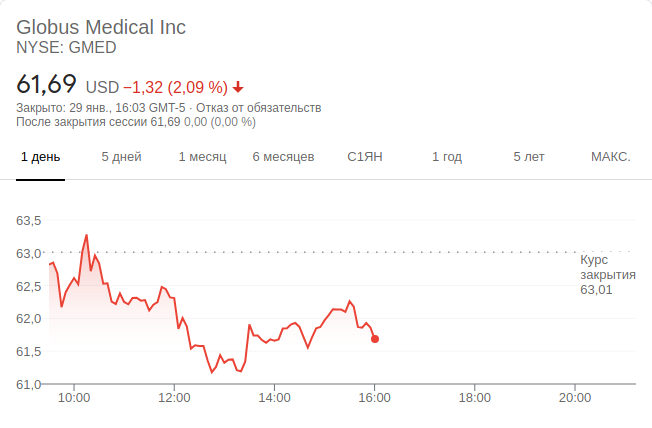 Globus Medical Inc
NYSE: GMED
61,69 USD −1,32 (2,09 %)
Закрыто: 29 янв., 16:03 GMT-5 · Отказ от обязательств
После закрытия сессии 61,69 0,00 (0,00 %)
1 день 5 дней 1 месяц 6 месяцев С1ЯН 1 год 5 лет МАКС.
63,5
63,0
Курс
закрытия
63,01
62,5
62,0
61,5
61,0
10:00 12:00 14:00 16:00 18:00 20:00